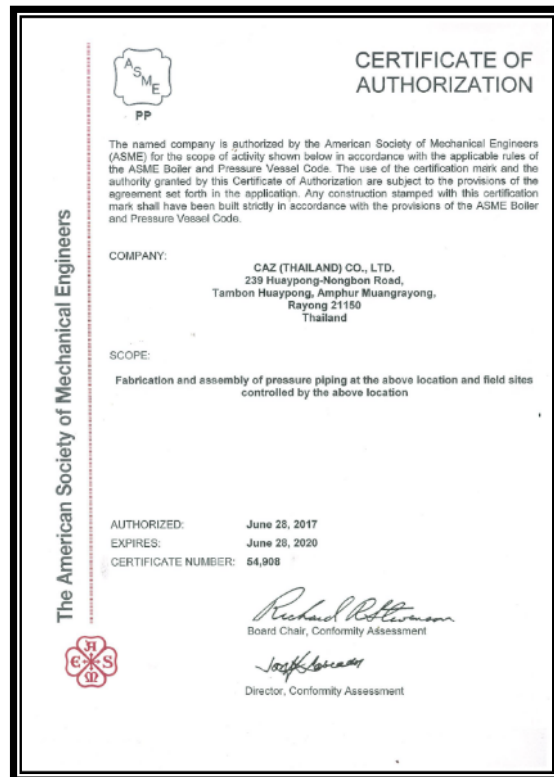 ASME
PP
CERTIFICATE OF
AUTHORIZATION
The named company is authorized by the American Society of Mechanical Engineers
(ASME) for the scope of activity shown below in accordance with the applicable rules of
the ASME Boiler and Pressure Vessel Code. The use of the certification mark and the
authority granted by this Certificate of Authorization are subject to the provisions of the
agreement set forth in the application. Any construction stamped with this certification
mark shall have been built strictly in accordance with the provisions of the ASME Boiler
and Pressure Vessel Code.
COMPANY:
CAZ (THAILAND) CO., LTD.
239 Huaypong-Nongbon Road,
Tambon Huaypong, Amphur Muangrayong,
Rayong 21150
Thailand
SCOPE:
Fabrication and assembly of pressure piping at the above location and field sites
controlled by the above location
AUTHORIZED: June 28, 2017
EXPIRES: June 28, 2020
CERTIFICATE NUMBER: 54,908
Board Chair, Conformity Assessment
Director, Conformity Assessment
The American Society of Mechanical Engineers
ASME